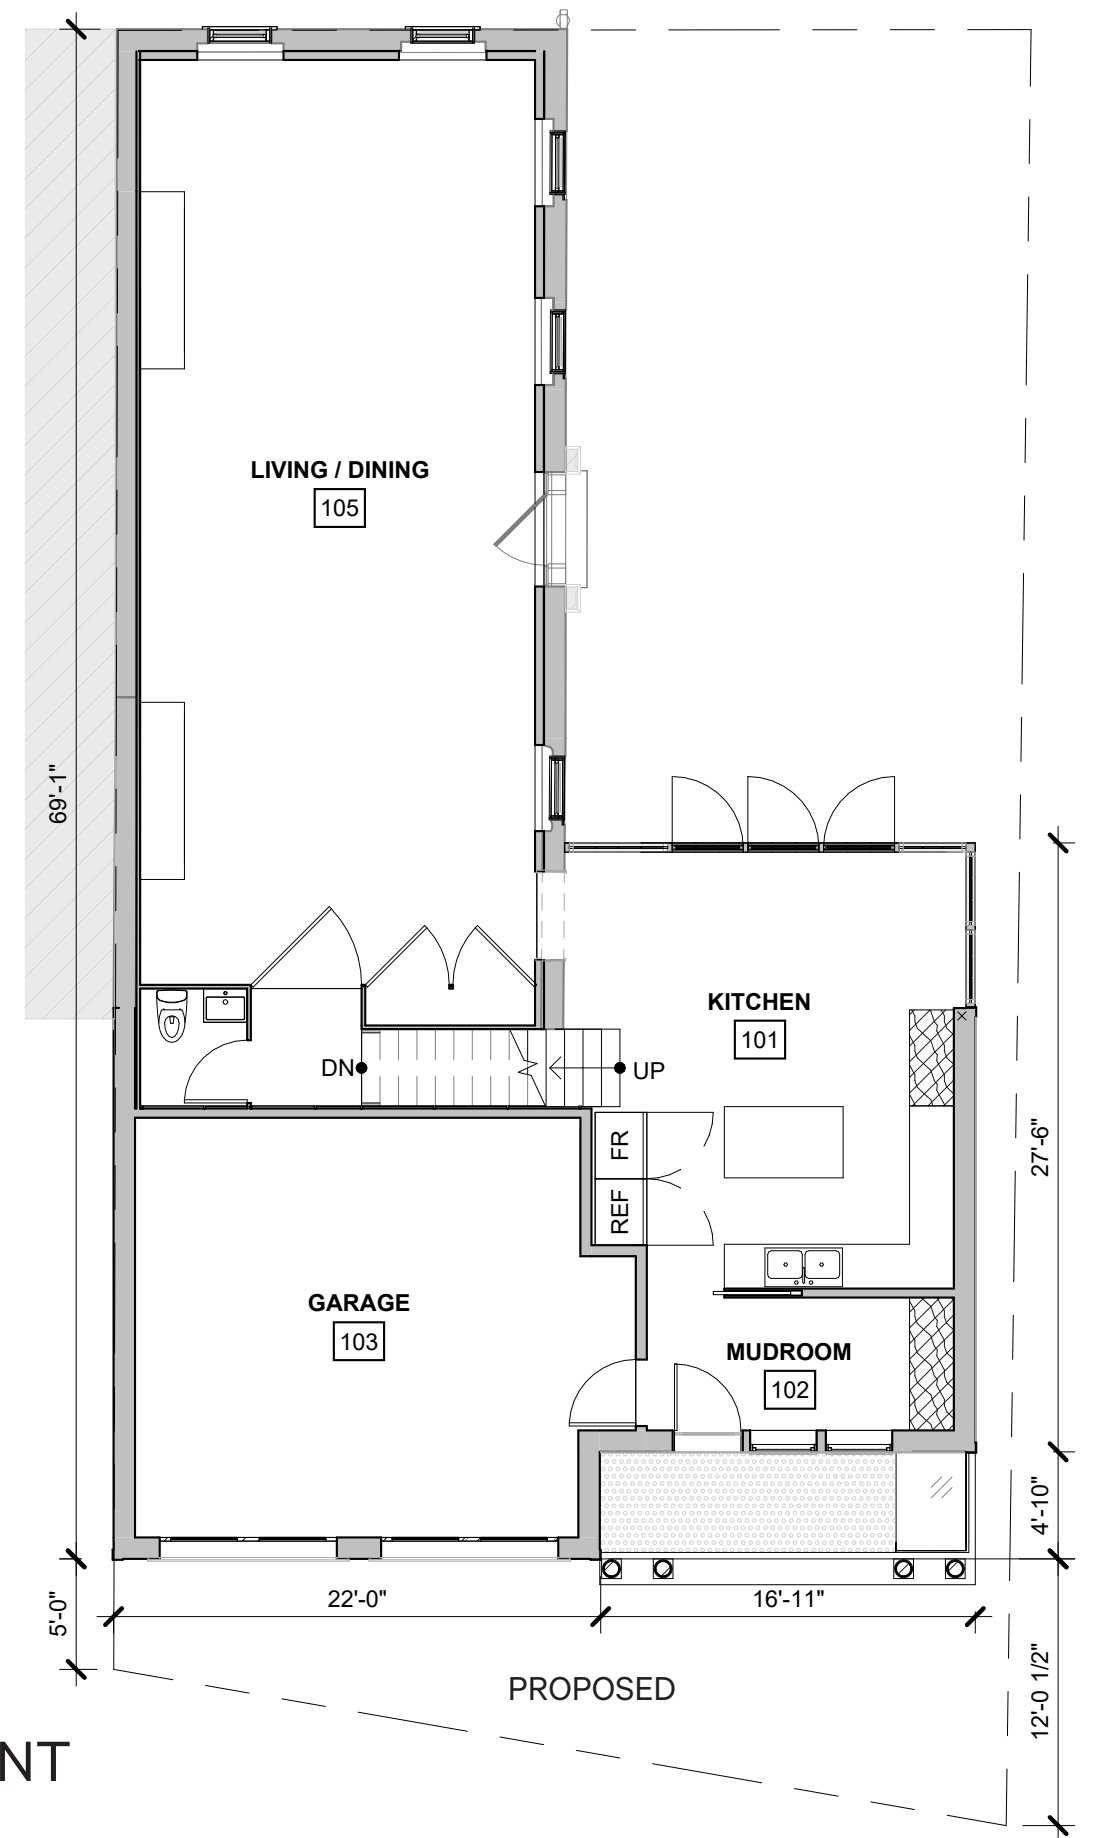 LIVING / DINING
105
69'-1"
KITCHEN
101
DN
UP
FR
REF
27'-6"
GARAGE
103
MUDROOM
102
4'-10"
5'-0"
22'-0"
16'-11"
12'-0 1/2"
PROPOSED
NT